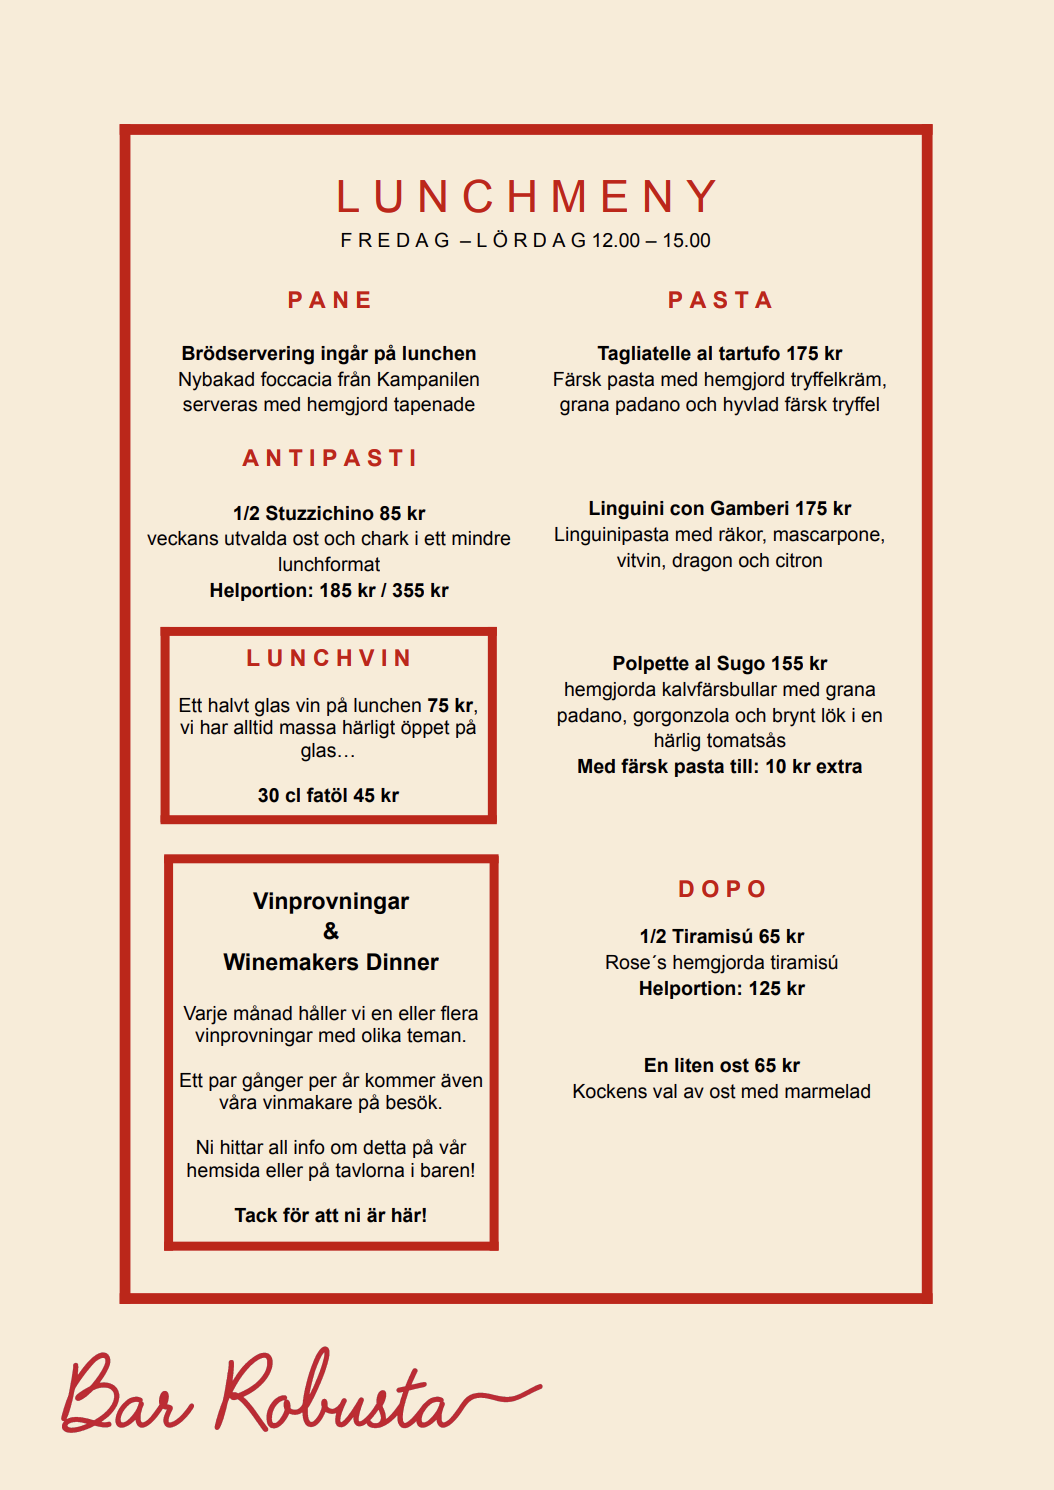 LUNCHMENY
FREDAG – LÖRDAG 12.00 – 15.00
PANE
Brödservering ingår på lunchen
Nybakad foccacia från Kampanilen
serveras med hemgjord tapenade
ANTIPASTI
1/2 Stuzzichino 85 kr
veckans utvalda ost och chark i ett mindre
lunchformat
Helportion: 185 kr / 355 kr
LUNCHVIN
Ett halvt glas vin på lunchen 75 kr,
vi har alltid massa härligt öppet på
glas…
30 cl fatöl 45 kr
Vinprovningar
&
Winemakers Dinner
Varje månad håller vi en eller flera
vinprovningar med olika teman.
Ett par gånger per år kommer även
våra vinmakare på besök.
Ni hittar all info om detta på vår
hemsida eller på tavlorna i baren!
Tack för att ni är här!
PASTA
Tagliatelle al tartufo 175 kr
Färsk pasta med hemgjord tryffelkräm,
grana padano och hyvlad färsk tryffel
Linguini con Gamberi 175 kr
Linguinipasta med räkor, mascarpone,
vitvin, dragon och citron
Polpette al Sugo 155 kr
hemgjorda kalvfärsbullar med grana
padano, gorgonzola och brynt lök i en
härlig tomatsås
Med färsk pasta till: 10 kr extra
DOPO
1/2 Tiramisú 65 kr
Rose´s hemgjorda tiramisú
Helportion: 125 kr
En liten ost 65 kr
Kockens val av ost med marmelad
Bar Robusta